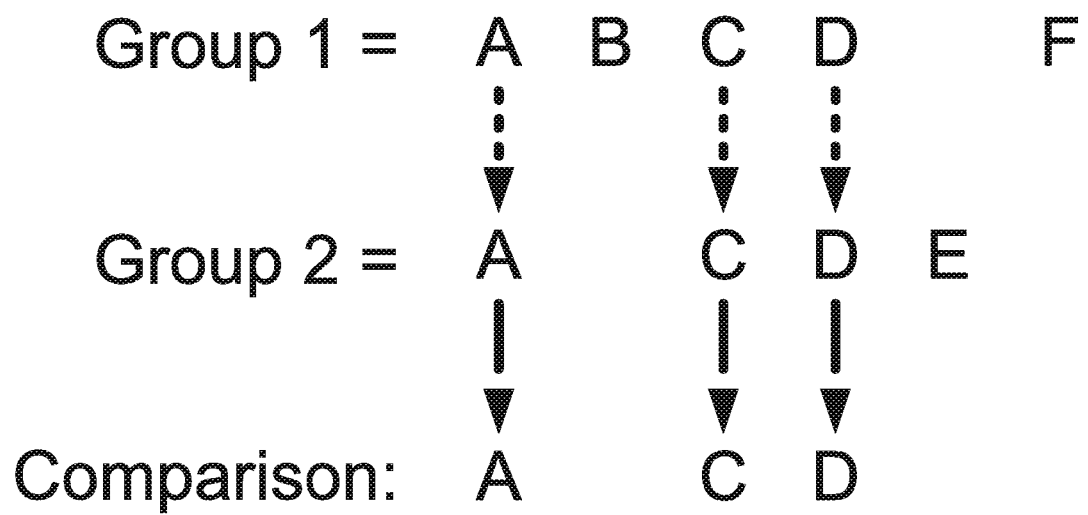 Group 1 = A B C D F
Group 2 = A C D E
Comparison: A C D